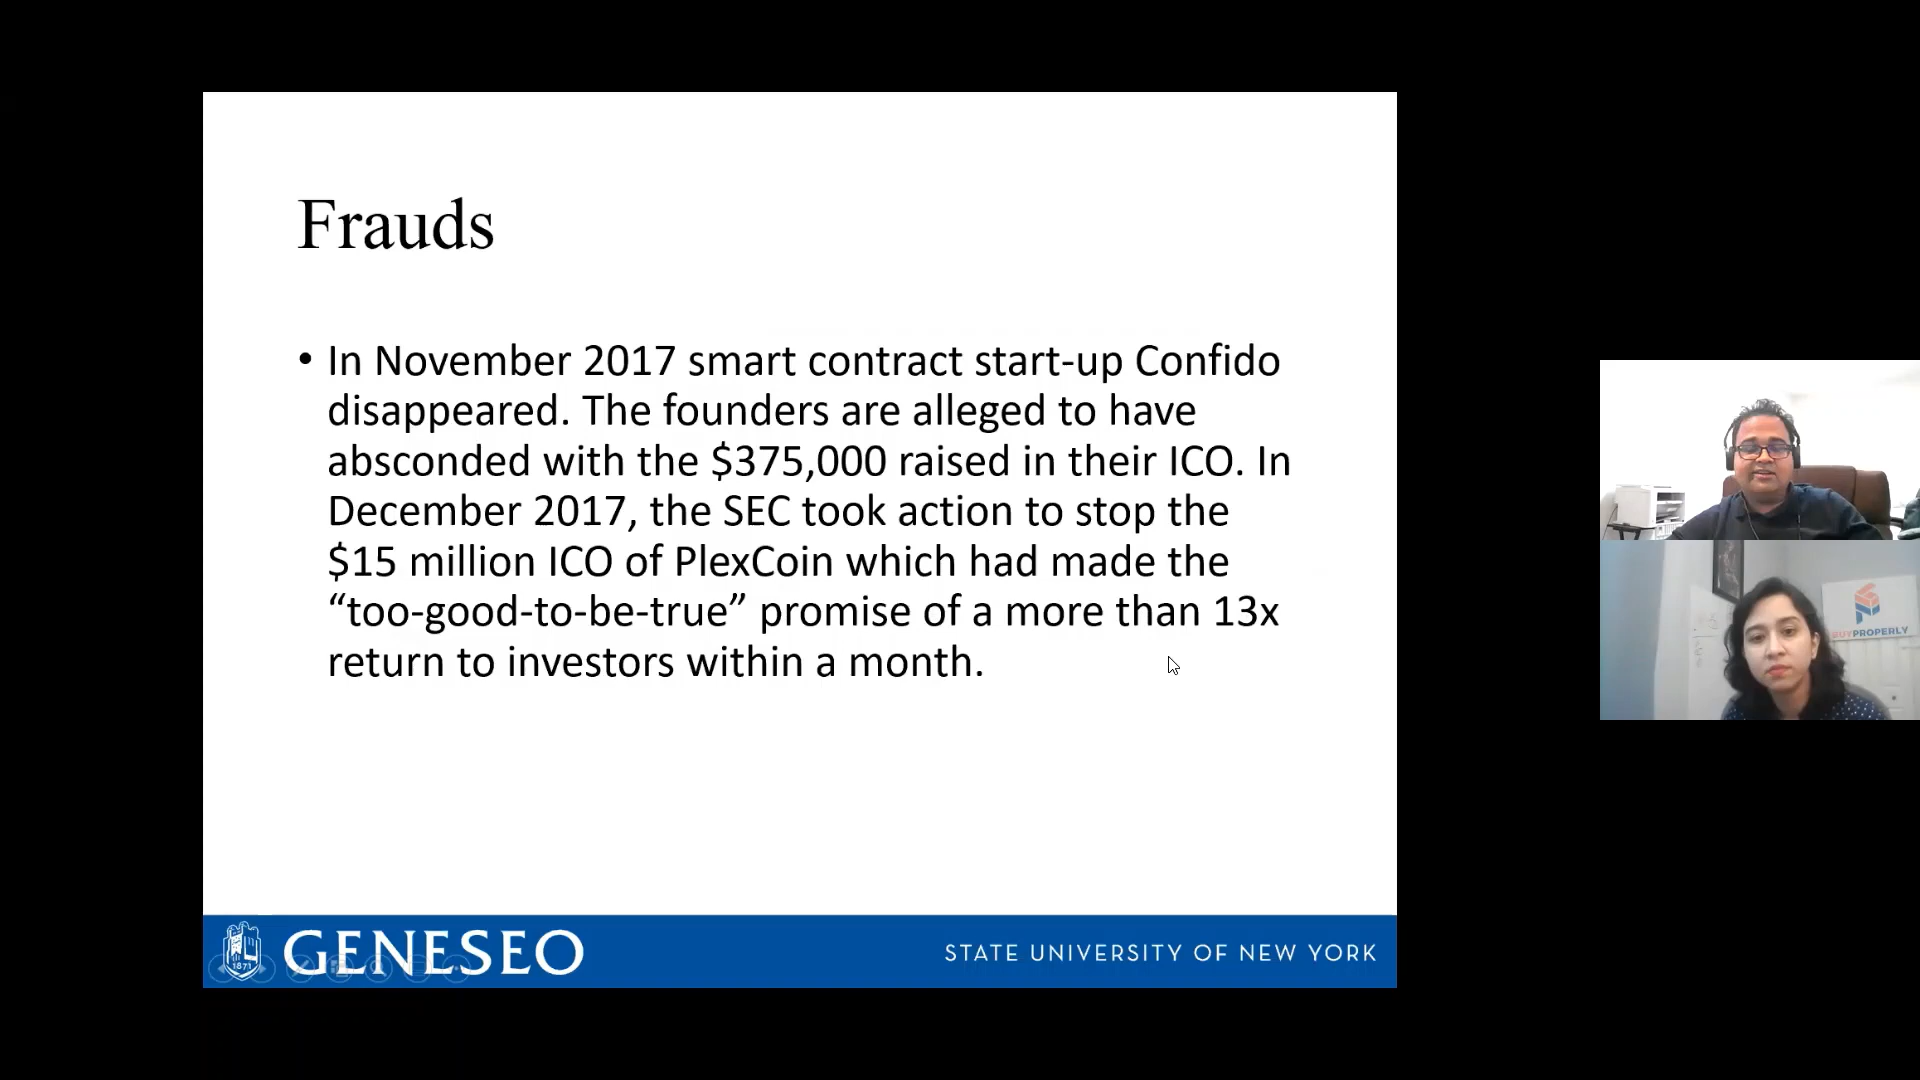 Frauds
• In November 2017 smart contract start-up Confido
disappeared. The founders are alleged to have
absconded with the $375,000 raised in their ICO. In
December 2017, the SEC took action to stop the
$15 million ICO of PlexCoin which had made the
“too-good-to-be-true” promise of a more than 13x
return to investors within a month.
1871
GENESEO
STATE UNIVERSITY OF NEW YORK
BUYPROPERLY